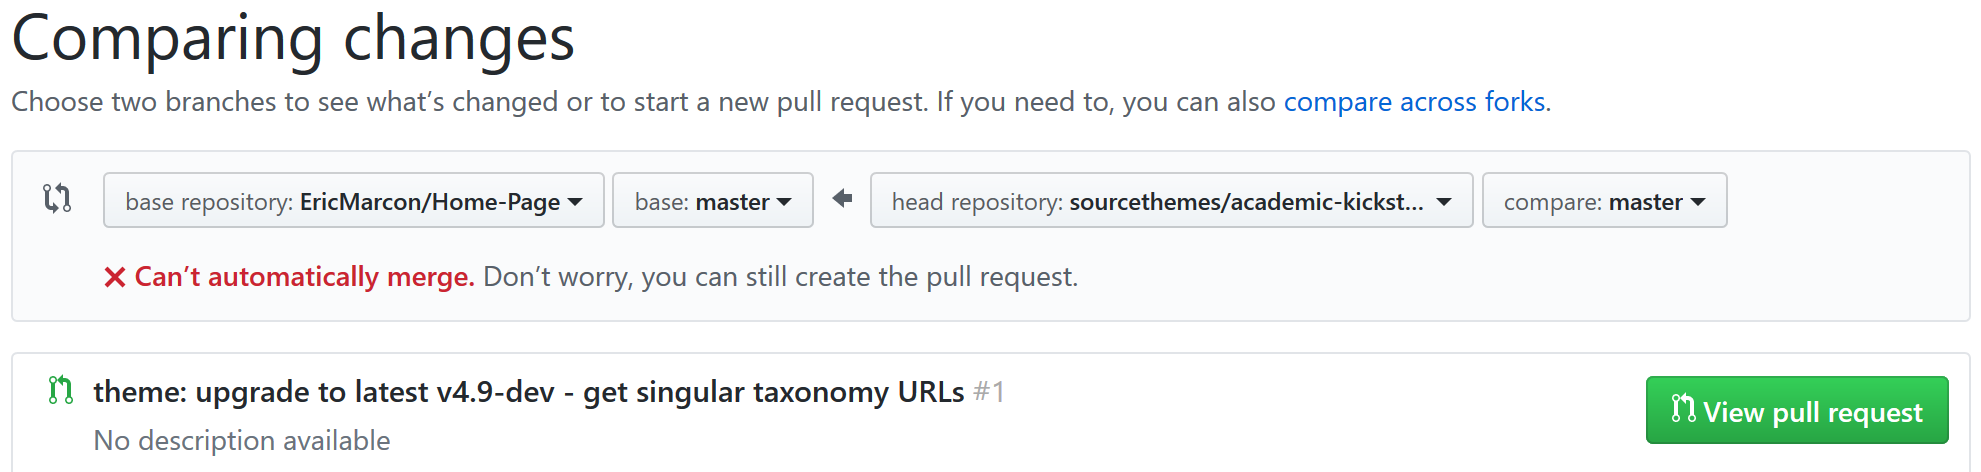 Comparing changes
Choose two branches to see what’s changed or to start a new pull request. If you need to, you can also compare across forks.
base repository: EricMarcon/Home-Page base: master head repository: sourcethemes/academic-kickst... compare: master
Can’t automatically merge. Don’t worry, you can still create the pull request.
theme: upgrade to latest v4.9-dev - get singular taxonomy URLs #1
View pull request
No description available